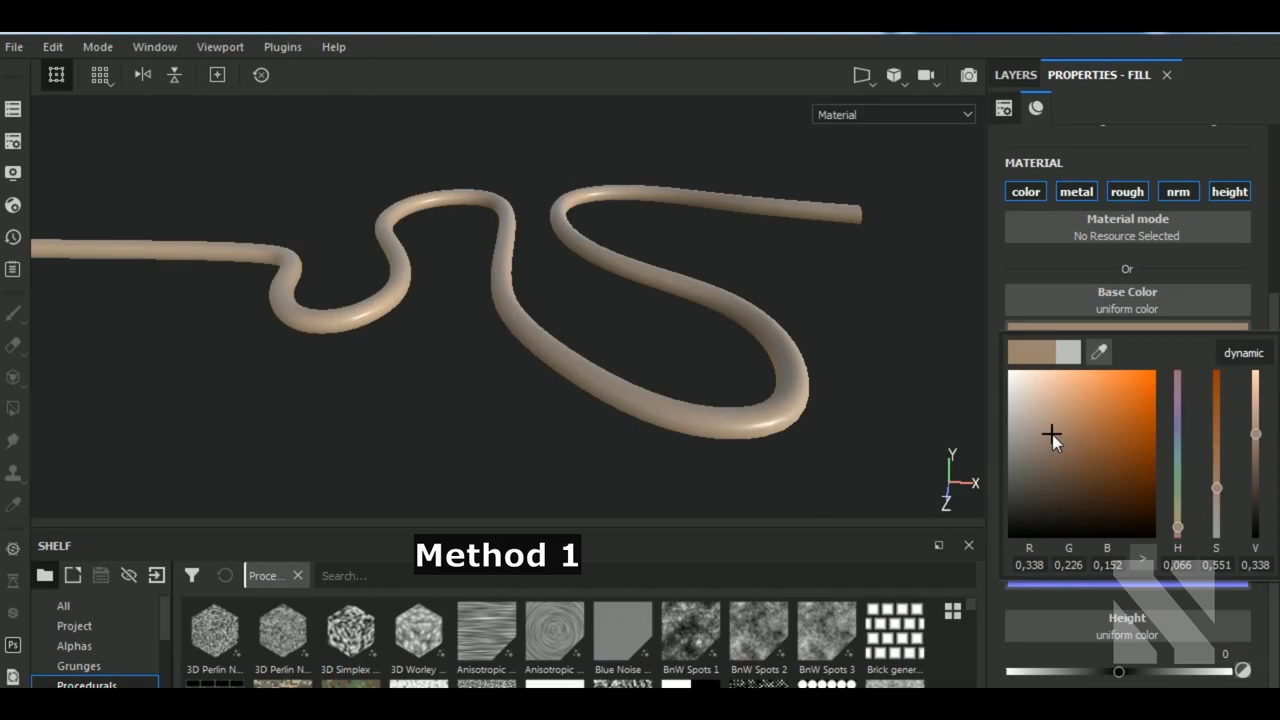 File Edit Mode Window Viewport Plugins Help
LAYERS PROPERTIES - FILL
Material
MATERIAL
color metal rough nrm height
Material mode
No Resource Selected
Or
Base Color
uniform color
dynamic
Y
X
Z
R G B H S V
0,338 0,226 0,152 > 0,066 0,551 0,338
SHELF
Method 1
Proce... Search...
All
Project
Alphas
Grunges
Procedurals
Ps
3D Perlin N... 3D Perlin N... 3D Simplex ... 3D Worley ... Anisotropic ... Anisotropic ... Blue Noise ... BnW Spots 1 BnW Spots 2 BnW Spots 3 Brick gener...
Height
uniform color
0
N